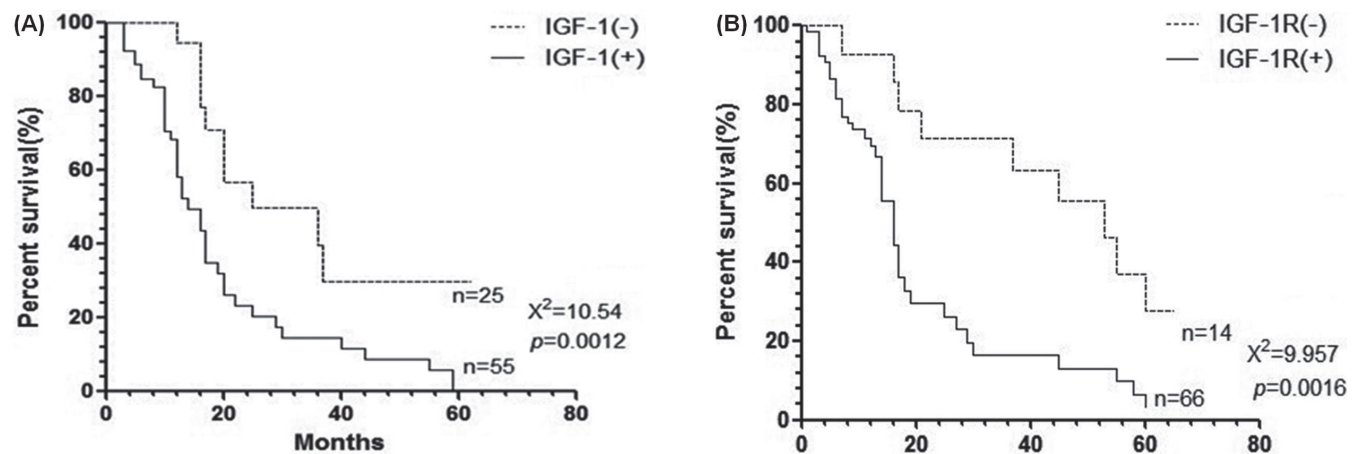 (A)
IGF-1(-)
IGF-1(+)
Percent survival(%)
100
80
60
40
20
0
n=25
X²=10.54
p=0.0012
n=55
0 20 40 60 80
Months
(B)
IGF-1R(-)
IGF-1R(+)
Percent survival(%)
100
80
60
40
20
0
n=14
X²=9.957
p=0.0016
n=66
0 20 40 60 80